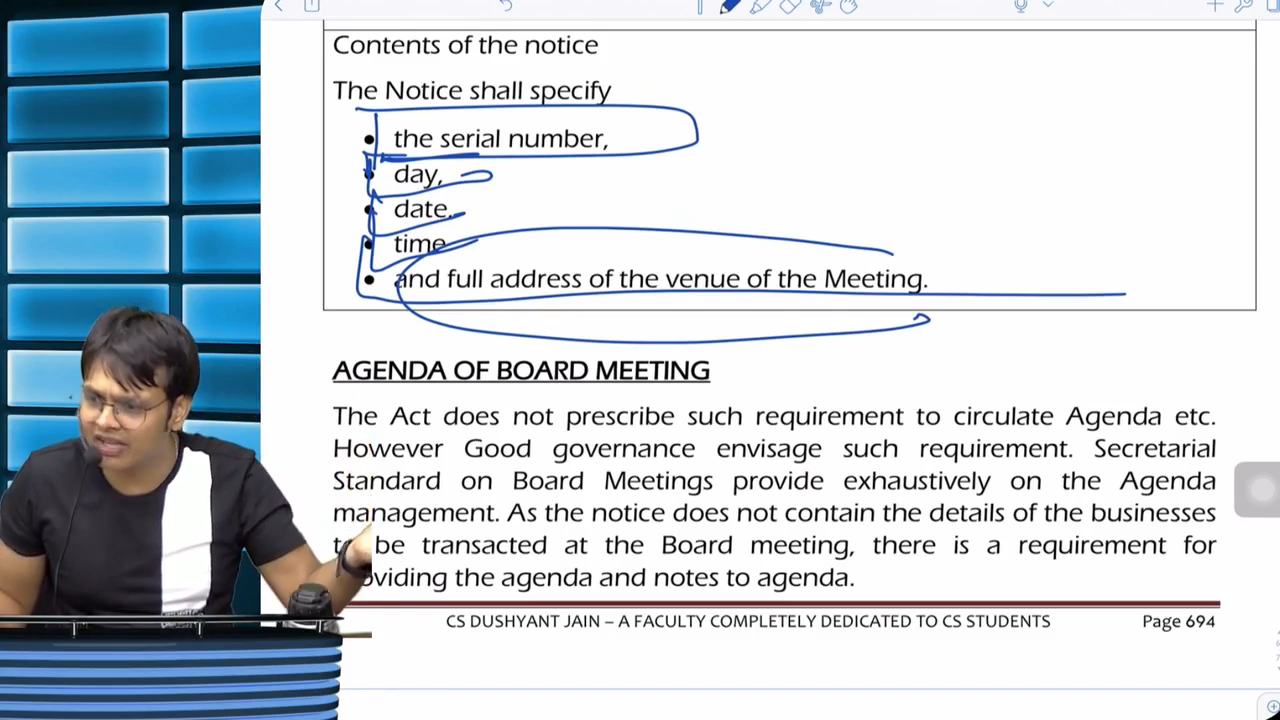 Contents of the notice
The Notice shall specify
• the serial number,
• day,
• date,
• time
• and full address of the venue of the Meeting.
AGENDA OF BOARD MEETING
The Act does not prescribe such requirement to circulate Agenda etc.
However Good governance envisage such requirement. Secretarial
Standard on Board Meetings provide exhaustively on the Agenda
management. As the notice does not contain the details of the businesses
to be transacted at the Board meeting, there is a requirement for
providing the agenda and notes to agenda.
CS DUSHYANT JAIN – A FACULTY COMPLETELY DEDICATED TO CS STUDENTS
Page 694